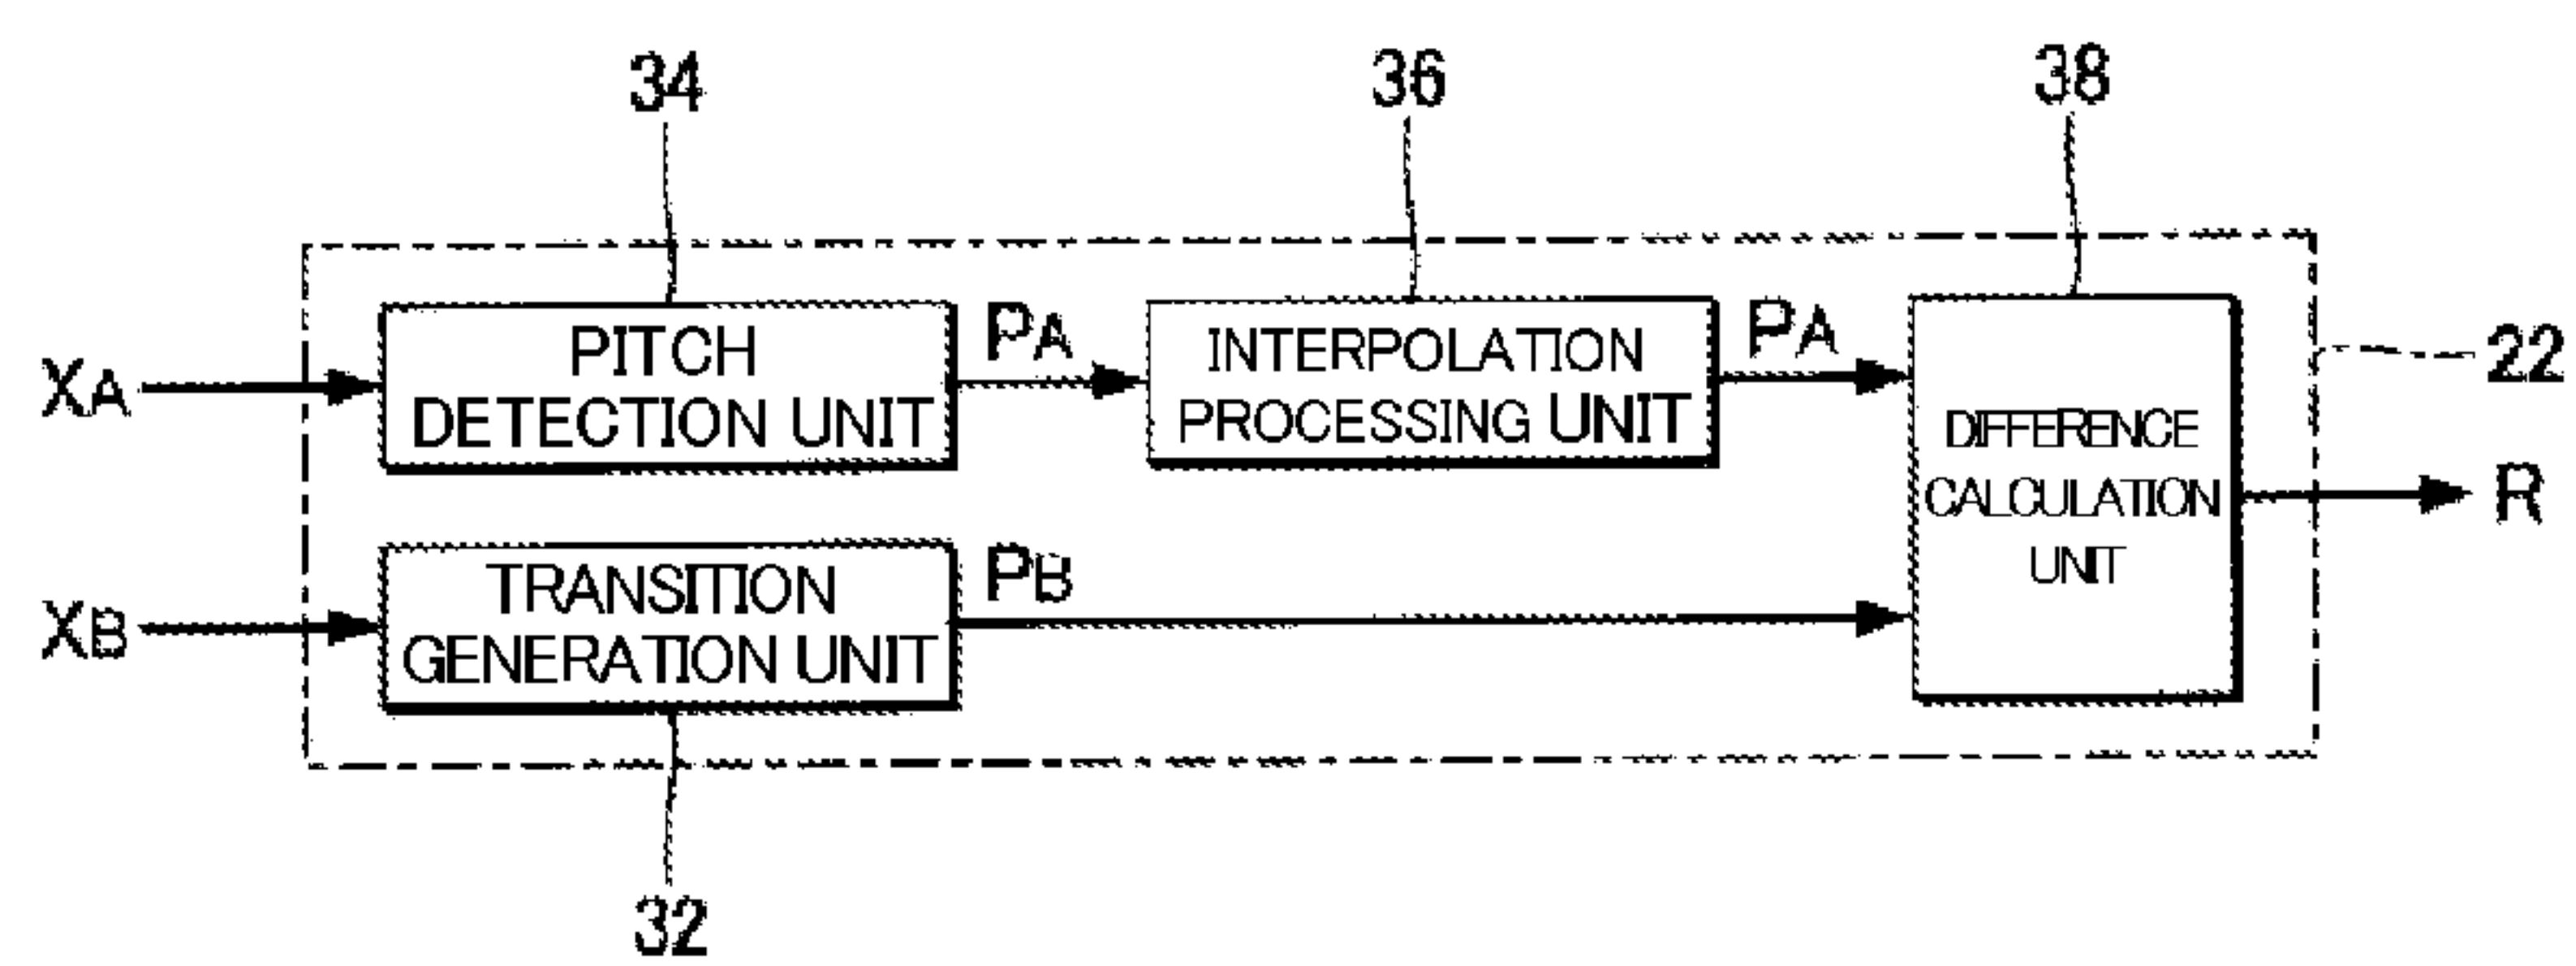 34
36
38
PITCH
DETECTION UNIT
PA
INTERPOLATION
PROCESSING UNIT
PA
DIFFERENCE
CALCULATION
UNIT
22
XA
R
TRANSITION
GENERATION UNIT
PB
XB
32